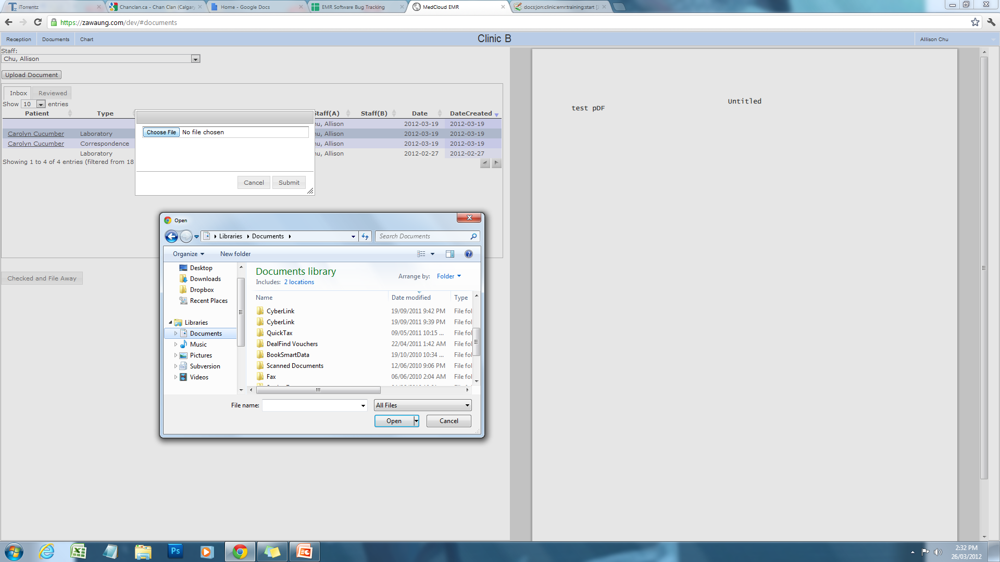 iTorrentz
Chanclan.ca - Chan Clan (Calgary
Home - Google Docs
EMR Software Bug Tracking
MedCloud EMR
docs:jon:clinic:emr:training:start [
https://zawaung.com/dev/#documents
Reception
Documents
Chart
Clinic B
Allison Chu
Staff:
Chu, Allison
Upload Document
Inbox
Reviewed
Show 10 entries
Patient Type Staff(A) Staff(B) Date DateCreated
hu, Allison 2012-03-19 2012-03-19
Carolyn Cucumber Laboratory hu, Allison 2012-03-19 2012-03-19
Carolyn Cucumber Correspondence hu, Allison 2012-03-19 2012-03-19
Laboratory hu, Allison 2012-02-27 2012-02-27
Showing 1 to 4 of 4 entries (filtered from 18
Choose File No file chosen
Cancel Submit
Checked and File Away
Untitled
test pDF
Open
Libraries Documents
Search Documents
Organize New folder
Desktop
Downloads
Dropbox
Recent Places
Libraries
Documents
Music
Pictures
Subversion
Videos
Documents library
Includes: 2 locations
Arrange by: Folder
Name Date modified Type
CyberLink 19/09/2011 9:42 PM File fol
CyberLink 19/09/2011 9:39 PM File fol
QuickTax 09/05/2011 10:15 ... File fol
DealFind Vouchers 22/04/2011 1:42 AM File fol
BookSmartData 19/10/2010 10:34 ... File fol
Scanned Documents 12/06/2010 9:06 PM File fol
Fax 06/06/2010 2:04 AM File fol
File name:
All Files
Open Cancel
Ps
2:32 PM
26/03/2012